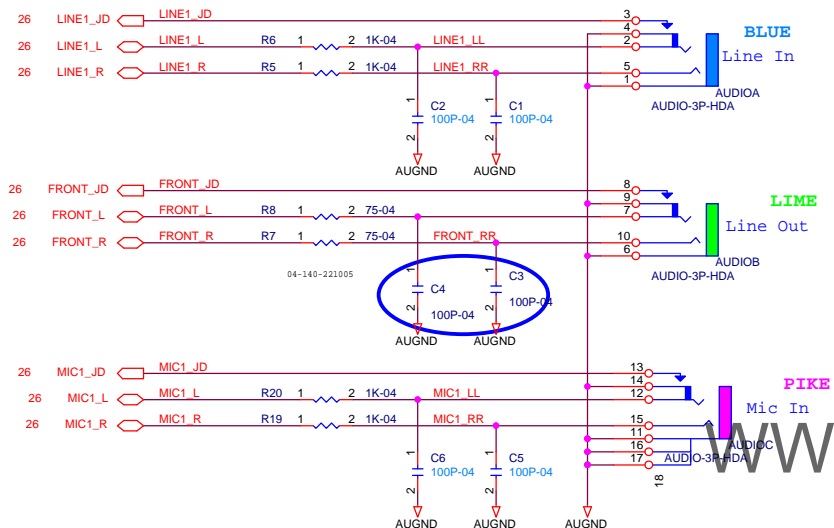 26 LINE1_JD LINE1_JD 3
4 BLUE
26 LINE1_L LINE1_L R6 1 2 1K-04 LINE1_LL 2
Line In
26 LINE1_R LINE1_R R5 1 2 1K-04 LINE1_RR 5
1
AUDIOA
AUDIO-3P-HDA
1 C2 1 C1
100P-04 100P-04
2 2
AUGND AUGND
26 FRONT_JD FRONT_JD 8
9 LIME
26 FRONT_L FRONT_L R8 1 2 75-04 7
Line Out
26 FRONT_R FRONT_R R7 1 2 75-04 FRONT_RR 10
6
AUDIOB
04-140-221005 AUDIO-3P-HDA
1 C4 1 C3
100P-04 100P-04
2 2
AUGND AUGND
26 MIC1_JD MIC1_JD 13
14 PIKE
26 MIC1_L MIC1_L R20 1 2 1K-04 MIC1_LL 12
Mic In
26 MIC1_R MIC1_R R19 1 2 1K-04 MIC1_RR 15
11
AUDIOC
16 AUDIO-3P-HDA
17
18
WW
1 C6 1 C5
100P-04 100P-04
2 2
AUGND AUGND AUGND